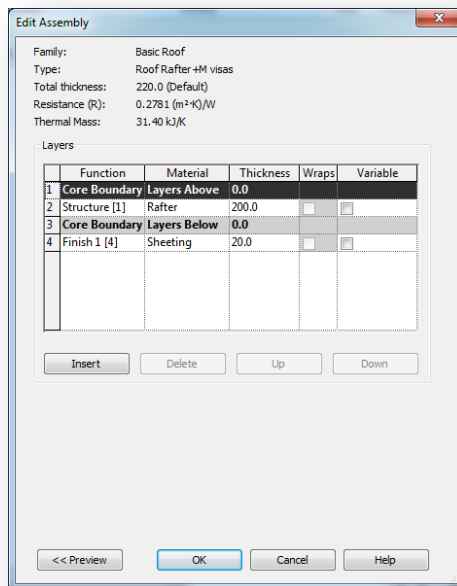 Edit Assembly
Family: Basic Roof
Type: Roof Rafter+M visas
Total thickness: 220.0 (Default)
Resistance (R): 0.2781 (m²·K)/W
Thermal Mass: 31.40 kJ/K
Layers
Function Material Thickness Wraps Variable
1 Core Boundary Layers Above 0.0
2 Structure [1] Rafter 200.0
3 Core Boundary Layers Below 0.0
4 Finish 1 [4] Sheeting 20.0
Insert Delete Up Down
<< Preview OK Cancel Help